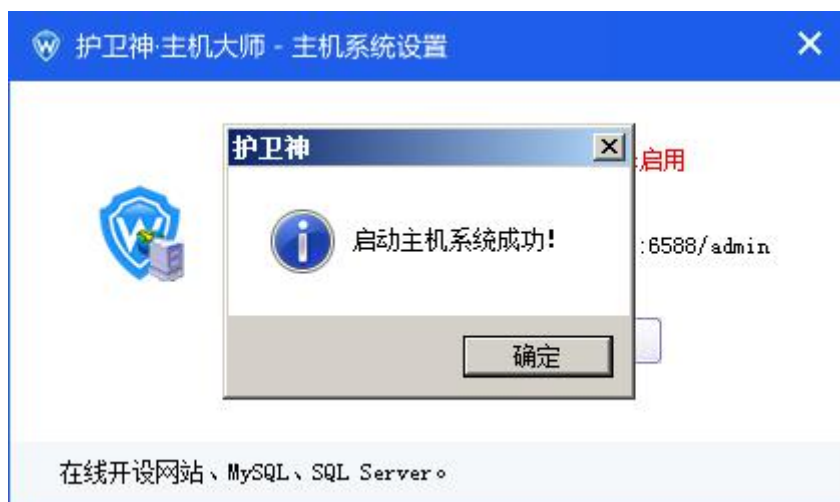 护卫神·主机大师 - 主机系统设置
护卫神
启用
启动主机系统成功!
:6588/admin
确定
在线开设网站、MySQL、SQL Server。